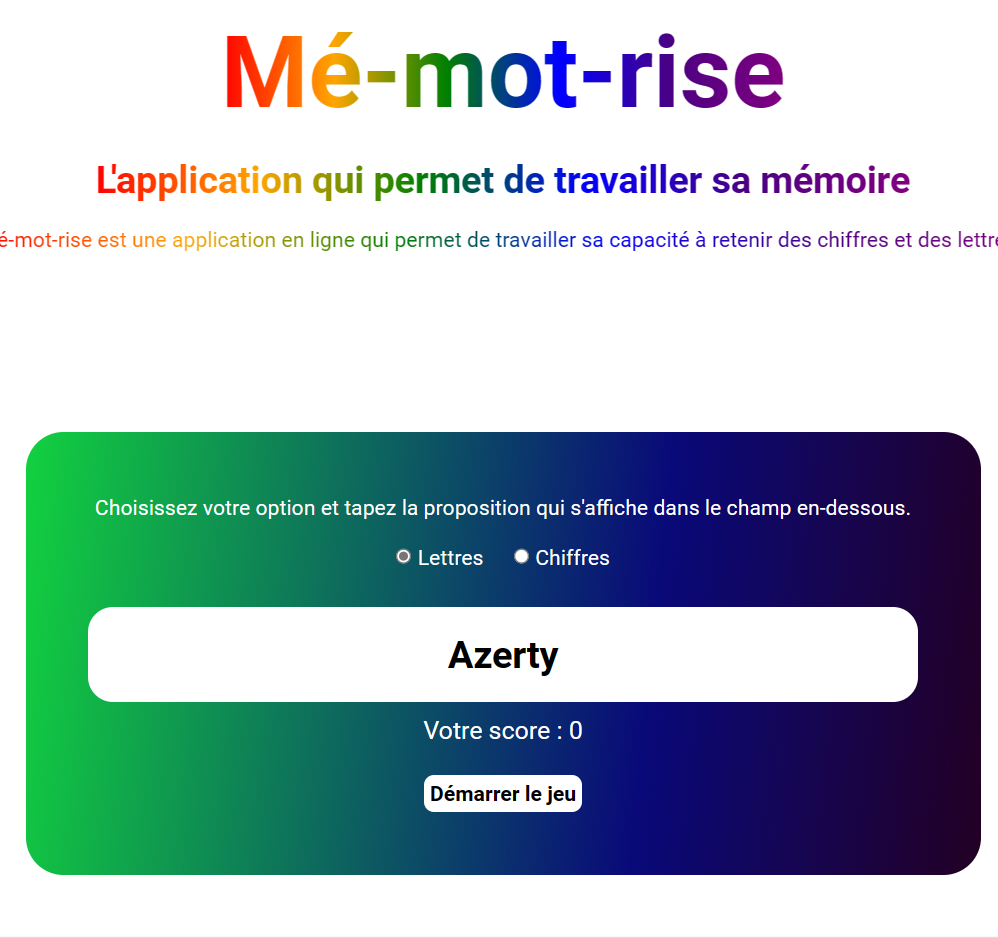 Mé-mot-rise
L'application qui permet de travailler sa mémoire
é-mot-rise est une application en ligne qui permet de travailler sa capacité à retenir des chiffres et des lettre
Choisissez votre option et tapez la proposition qui s'affiche dans le champ en-dessous.
Lettres Chiffres
Azerty
Votre score : 0
Démarrer le jeu